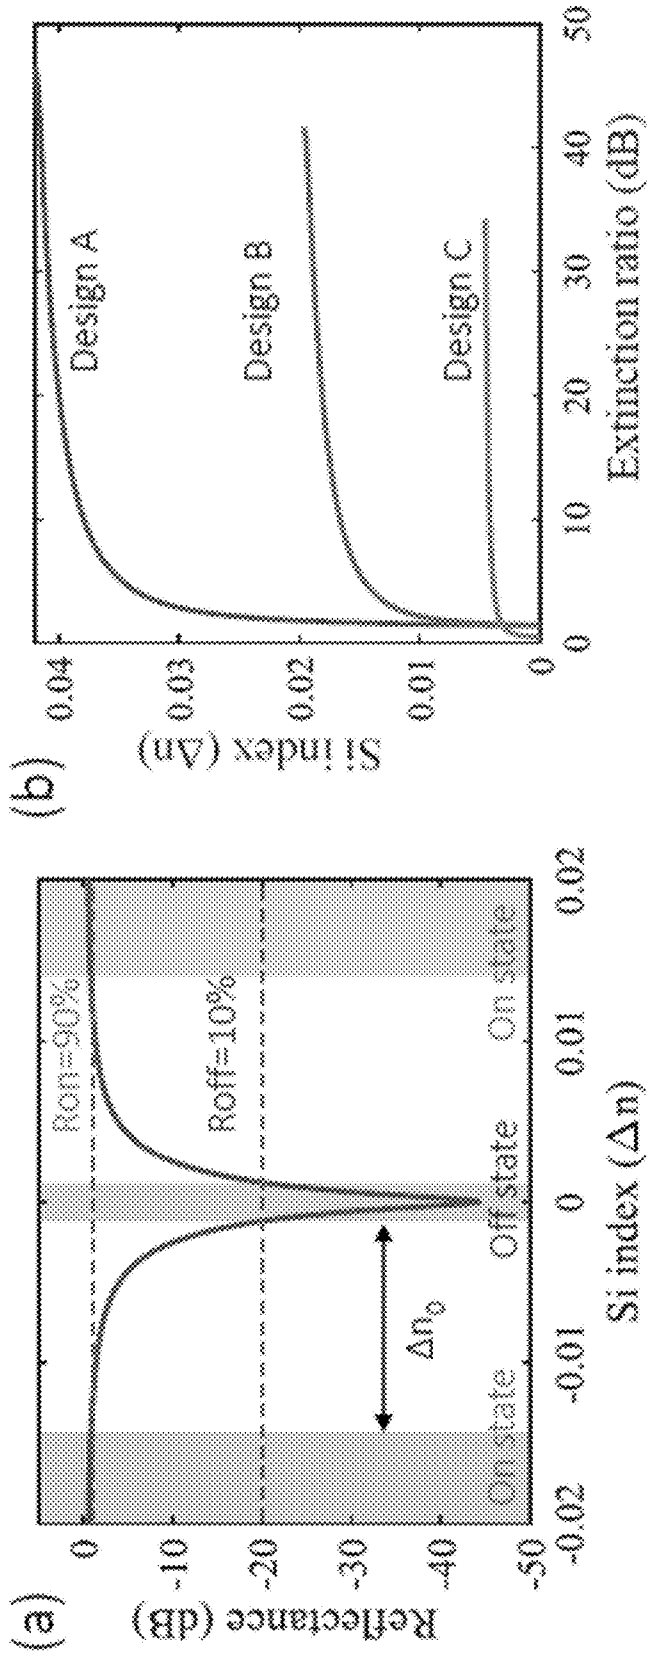 (a)
Reflectance (dB)
0
-10
-20
-30
-40
-50
Ron=90%
Roff=10%
Δn₀
On state
Off state
On state
-0.02
-0.01
0
0.01
0.02
Si index (Δn)
(b)
Si index (Δn)
0.04
0.03
0.02
0.01
0
Design A
Design B
Design C
0
10
20
30
40
50
Extinction ratio (dB)